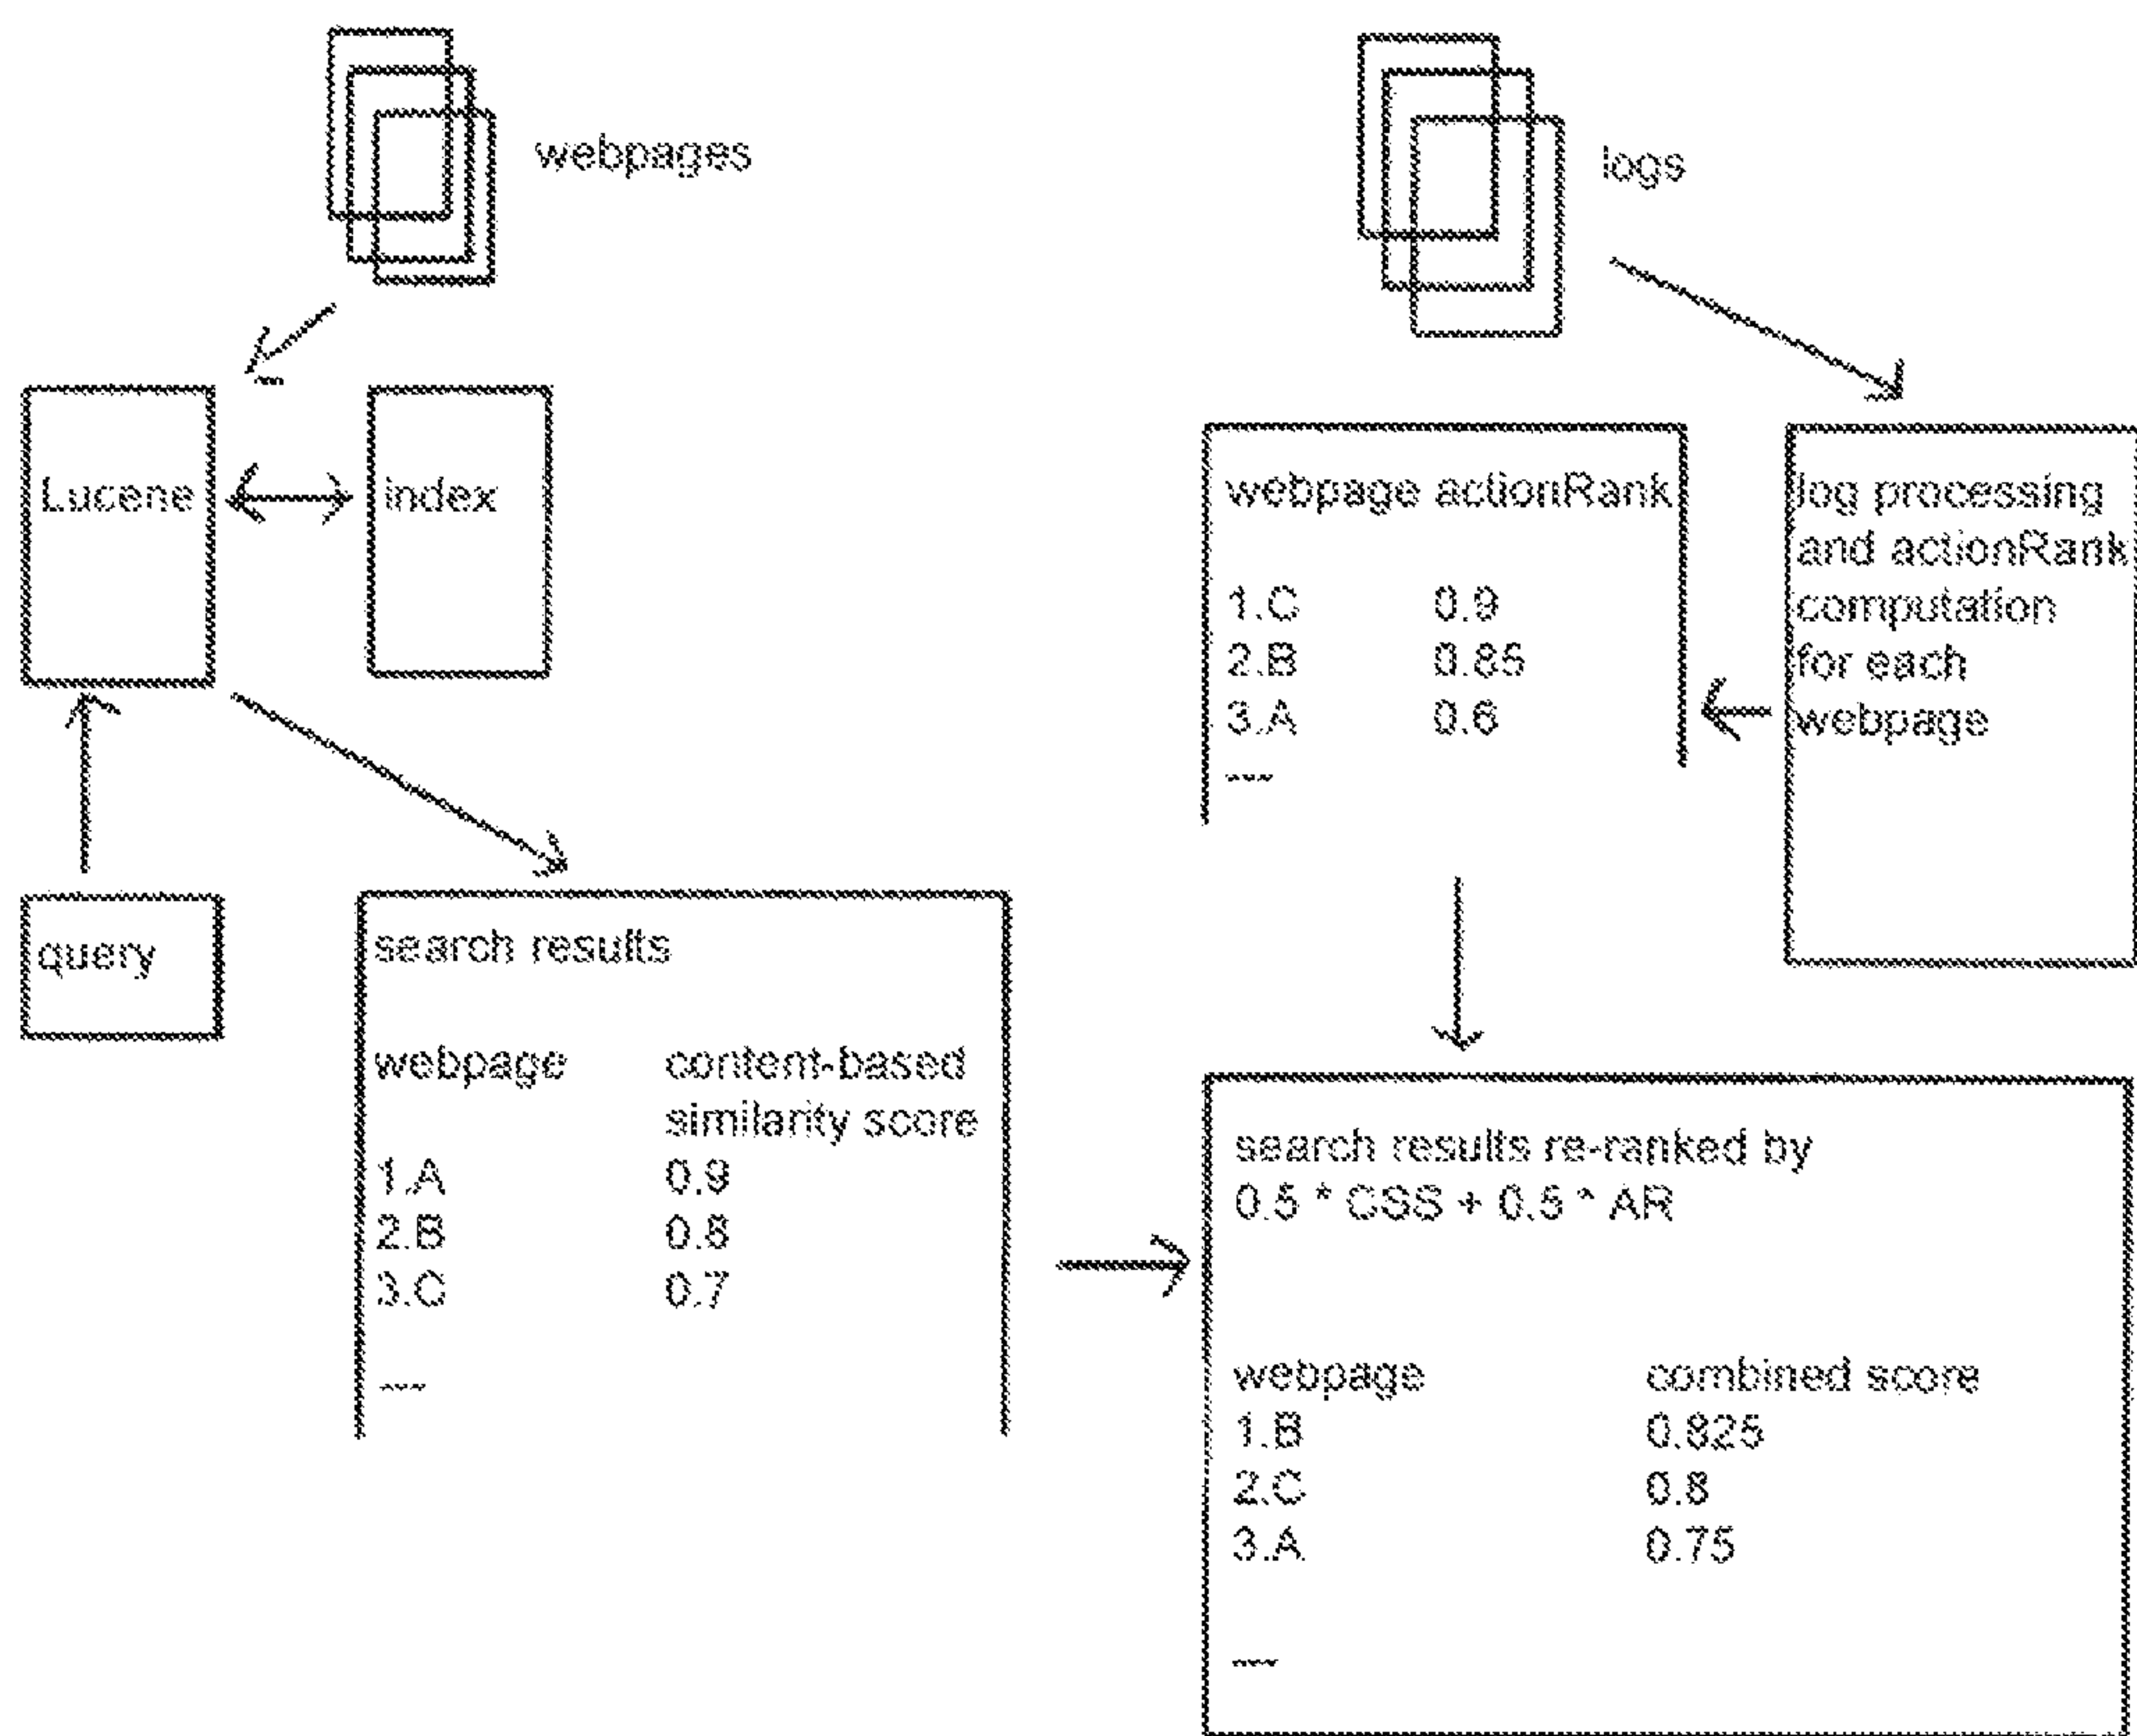 webpages
logs
Lucene
index
webpage actionRank
1.C 0.9
2.B 0.85
3.A 0.6
---
log processing
and actionRank
computation
for each
webpage
query
search results
webpage content-based
similarity score
1.A 0.9
2.B 0.8
3.C 0.7
---
search results re-ranked by
0.5 * CSS + 0.5 * AR
webpage combined score
1.B 0.825
2.C 0.8
3.A 0.75
---